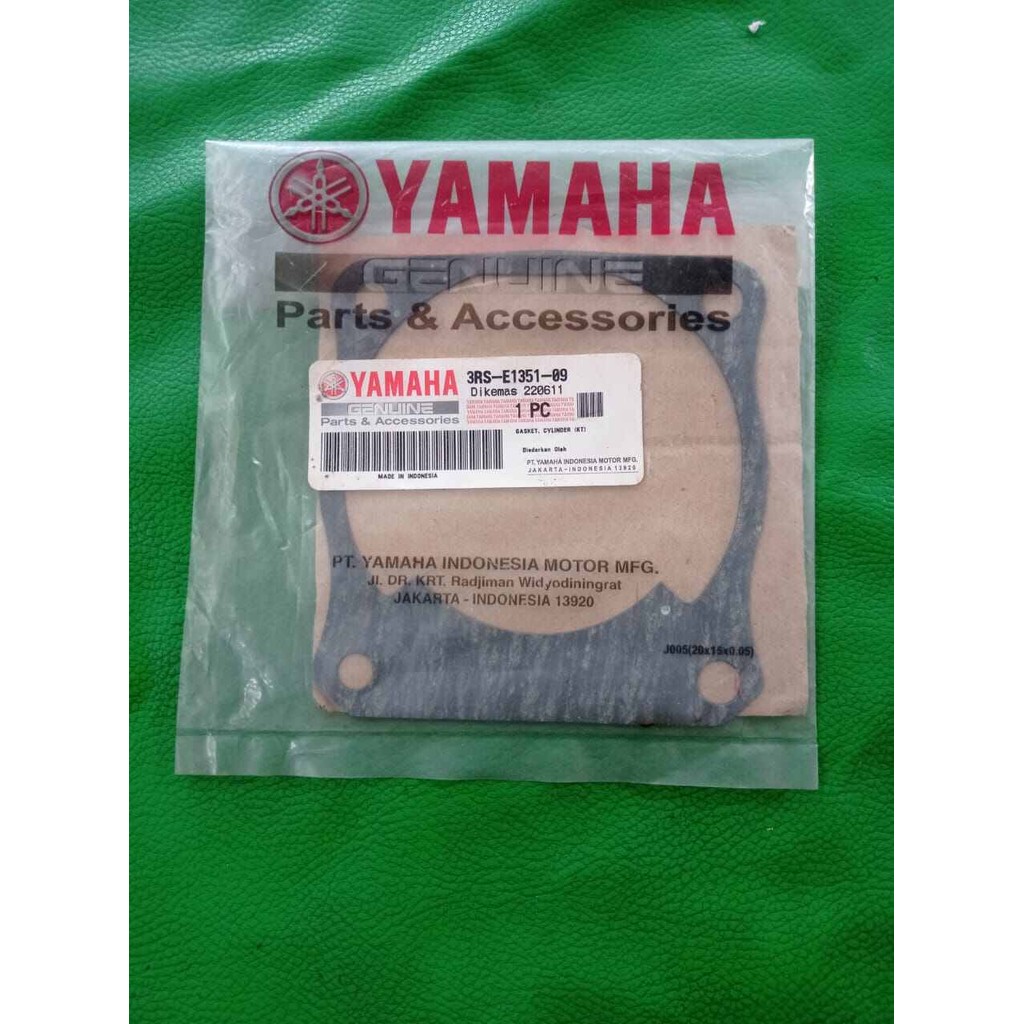 YAMAHA
GENUINE
Parts & Accessories
YAMAHA
GENUINE
Parts & Accessories
MADE IN INDONESIA
3RS-E1351-09
Dikemas 220611
1 PC
GASKET, CYLINDER (KT)
Diedarkan Oleh
PT. YAMAHA INDONESIA MOTOR MFG.
JAKARTA-INDONESIA 13920
PT. YAMAHA INDONESIA MOTOR MFG.
Jl. DR. KRT. Radjiman Widyodiningrat
JAKARTA - INDONESIA 13920
J005(20x15x0.05)